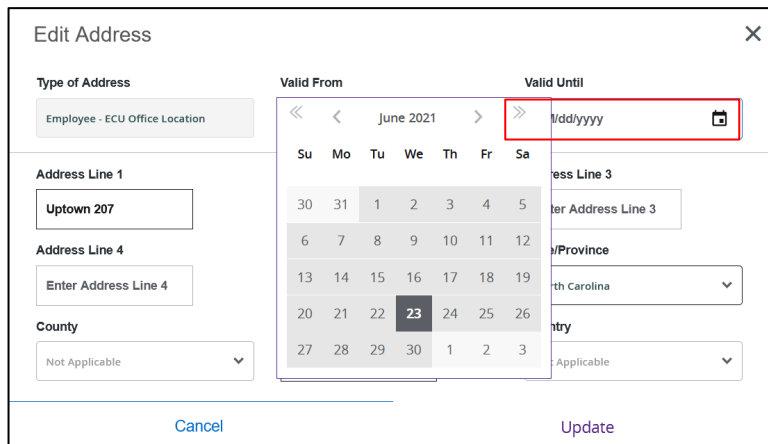 Edit Address
Type of Address
Valid From
Valid Until
Employee - ECU Office Location
/dd/yyyy
June 2021
Su Mo Tu We Th Fr Sa
30 31 1 2 3 4 5
6 7 8 9 10 11 12
13 14 15 16 17 18 19
20 21 22 23 24 25 26
27 28 29 30 1 2 3
Address Line 1
ress Line 3
Uptown 207
ter Address Line 3
Address Line 4
e/Province
Enter Address Line 4
rth Carolina
County
ntry
Not Applicable
Applicable
Cancel
Update